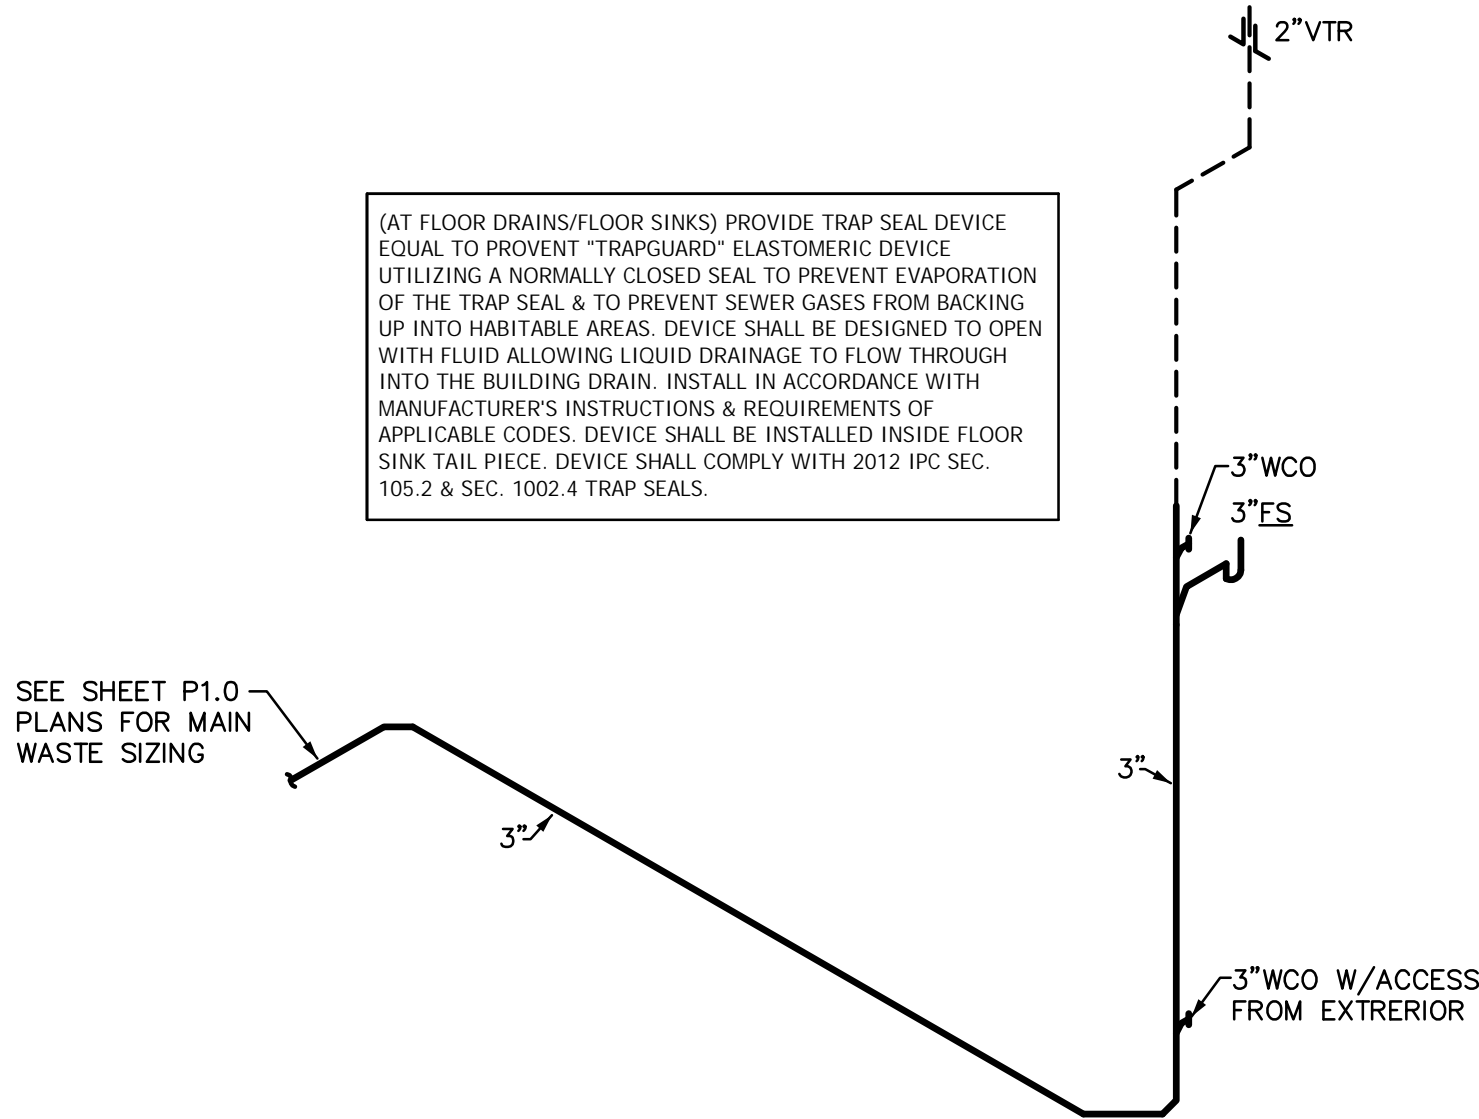 2"VTR
(AT FLOOR DRAINS/FLOOR SINKS) PROVIDE TRAP SEAL DEVICE
EQUAL TO PROVENT "TRAPGUARD" ELASTOMERIC DEVICE
UTILIZING A NORMALLY CLOSED SEAL TO PREVENT EVAPORATION
OF THE TRAP SEAL & TO PREVENT SEWER GASES FROM BACKING
UP INTO HABITABLE AREAS. DEVICE SHALL BE DESIGNED TO OPEN
WITH FLUID ALLOWING LIQUID DRAINAGE TO FLOW THROUGH
INTO THE BUILDING DRAIN. INSTALL IN ACCORDANCE WITH
MANUFACTURER'S INSTRUCTIONS & REQUIREMENTS OF
APPLICABLE CODES. DEVICE SHALL BE INSTALLED INSIDE FLOOR
SINK TAIL PIECE. DEVICE SHALL COMPLY WITH 2012 IPC SEC.
105.2 & SEC. 1002.4 TRAP SEALS.
3"WCO
3"FS
SEE SHEET P1.0
PLANS FOR MAIN
WASTE SIZING
3"
3"
3"WCO W/ACCESS
FROM EXTRERIOR